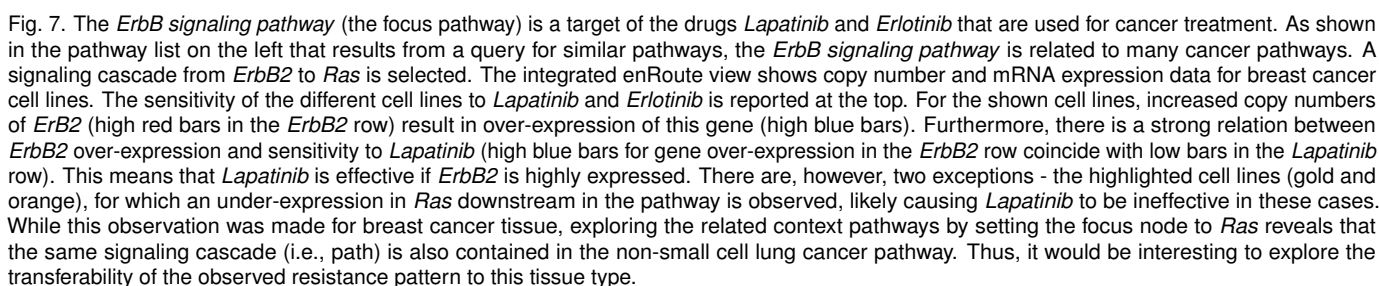 Fig. 7. The ErbB signaling pathway (the focus pathway) is a target of the drugs Lapatinib and Erlotinib that are used for cancer treatment. As shown
in the pathway list on the left that results from a query for similar pathways, the ErbB signaling pathway is related to many cancer pathways. A
signaling cascade from ErbB2 to Ras is selected. The integrated enRoute view shows copy number and mRNA expression data for breast cancer
cell lines. The sensitivity of the different cell lines to Lapatinib and Erlotinib is reported at the top. For the shown cell lines, increased copy numbers
of ErB2 (high red bars in the ErbB2 row) result in over-expression of this gene (high blue bars). Furthermore, there is a strong relation between
ErbB2 over-expression and sensitivity to Lapatinib (high blue bars for gene over-expression in the ErbB2 row coincide with low bars in the Lapatinib
row). This means that Lapatinib is effective if ErbB2 is highly expressed. There are, however, two exceptions - the highlighted cell lines (gold and
orange), for which an under-expression in Ras downstream in the pathway is observed, likely causing Lapatinib to be ineffective in these cases.
While this observation was made for breast cancer tissue, exploring the related context pathways by setting the focus node to Ras reveals that
the same signaling cascade (i.e., path) is also contained in the non-small cell lung cancer pathway. Thus, it would be interesting to explore the
transferability of the observed resistance pattern to this tissue type.